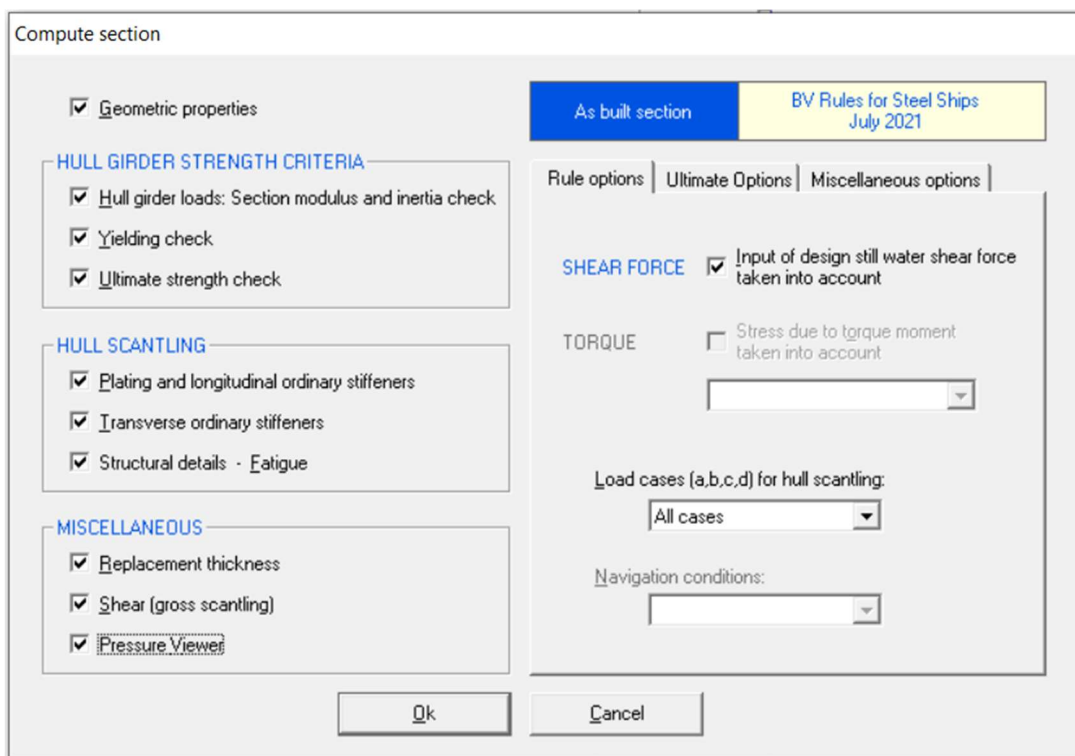 Compute section
Geometric properties
HULL GIRDER STRENGTH CRITERIA
Hull girder loads: Section modulus and inertia check
Yielding check
Ultimate strength check
HULL SCANTLING
Plating and longitudinal ordinary stiffeners
Transverse ordinary stiffeners
Structural details - Fatigue
MISCELLANEOUS
Replacement thickness
Shear (gross scantling)
Pressure Viewer
As built section
BV Rules for Steel Ships
July 2021
Rule options
Ultimate Options
Miscellaneous options
SHEAR FORCE
Input of design still water shear force
taken into account
TORQUE
Stress due to torque moment
taken into account
Load cases (a,b,c,d) for hull scantling:
All cases
Navigation conditions:
Ok
Cancel